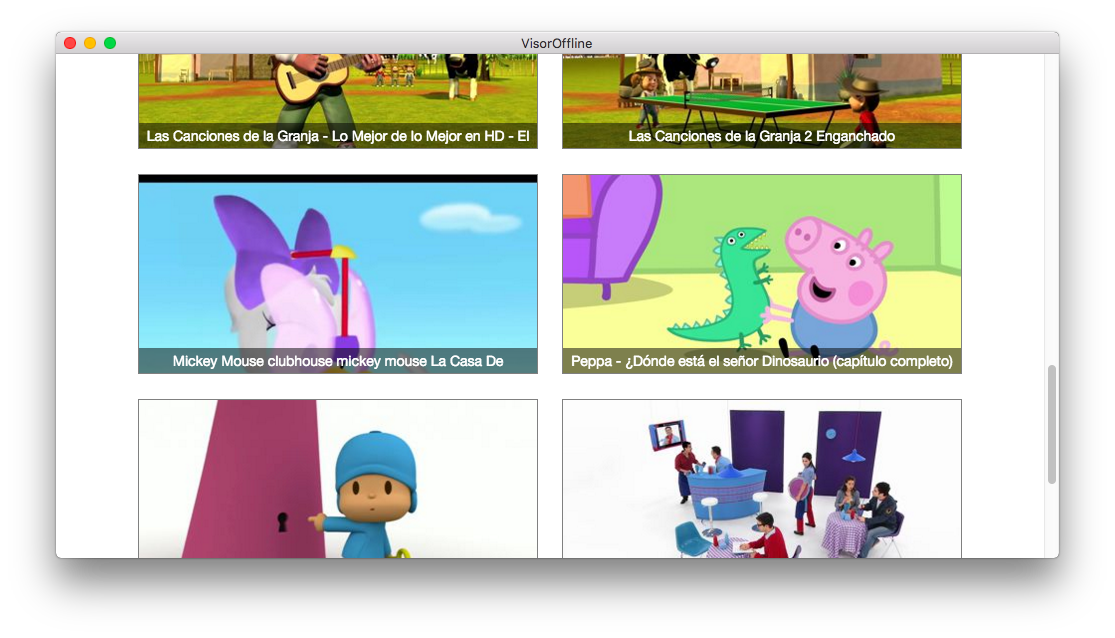 VisorOffline
Las Canciones de la Granja - Lo Mejor de lo Mejor en HD - El
Las Canciones de la Granja 2 Enganchado
Mickey Mouse clubhouse mickey mouse La Casa De
Peppa - ¿Dónde está el señor Dinosaurio (capítulo completo)